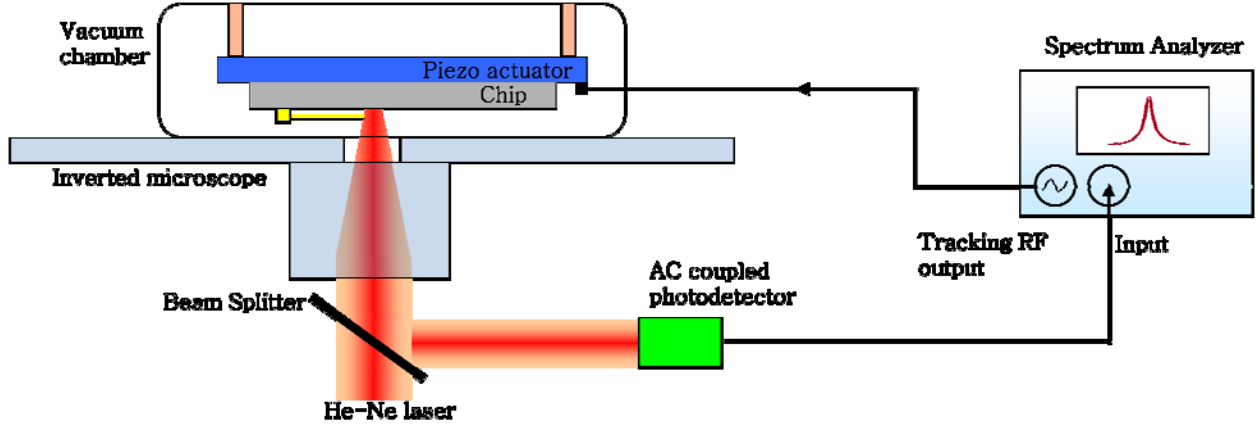 Vacuum
chamber
Piezo actuator
Chip
Spectrum Analyzer
Inverted microscope
Tracking RF
output
Input
AC coupled
photodetector
Beam Splitter
He-Ne laser